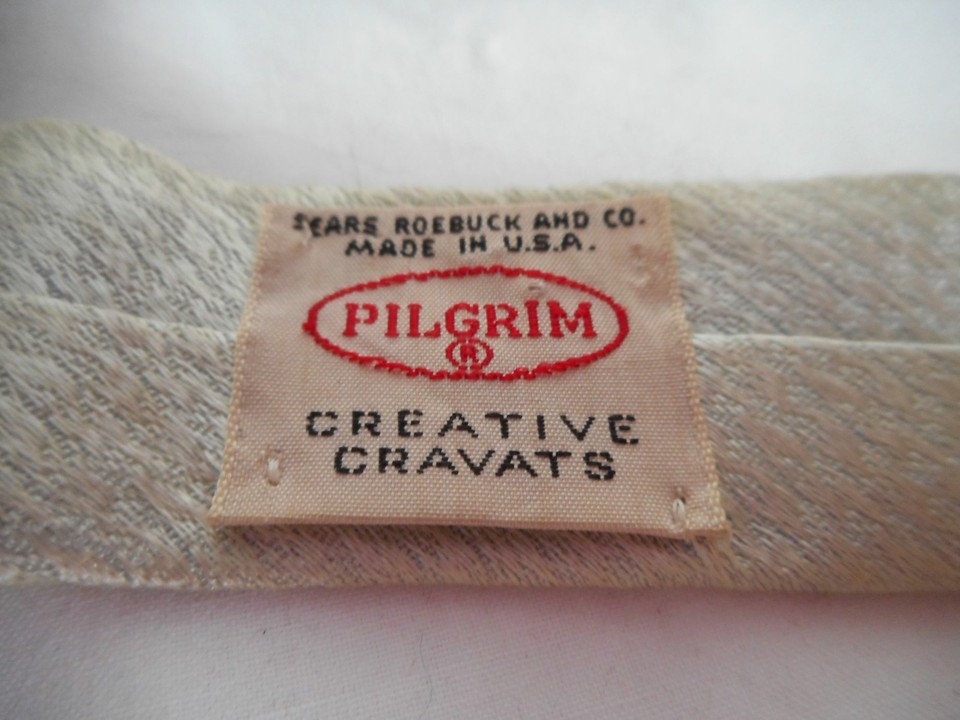 SEARS ROEBUCK AND CO.
MADE IN U.S.A.
PILGRIM
®
CREATIVE
CRAVATS